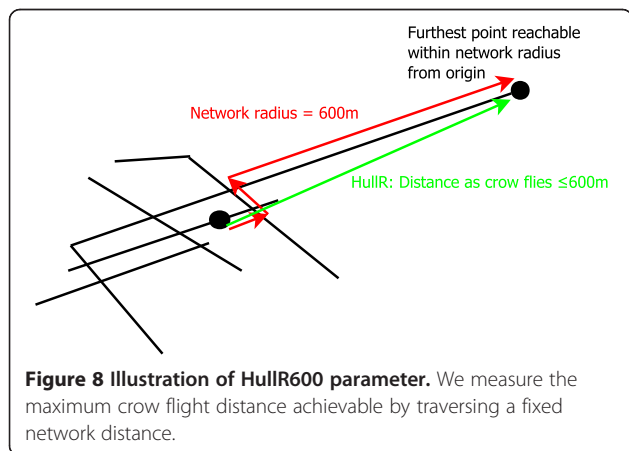 Furthest point reachable
within network radius
from origin
Network radius = 600m
HullR: Distance as crow flies ≤600m
Figure 8 Illustration of HullR600 parameter. We measure the
maximum crow flight distance achievable by traversing a fixed
network distance.